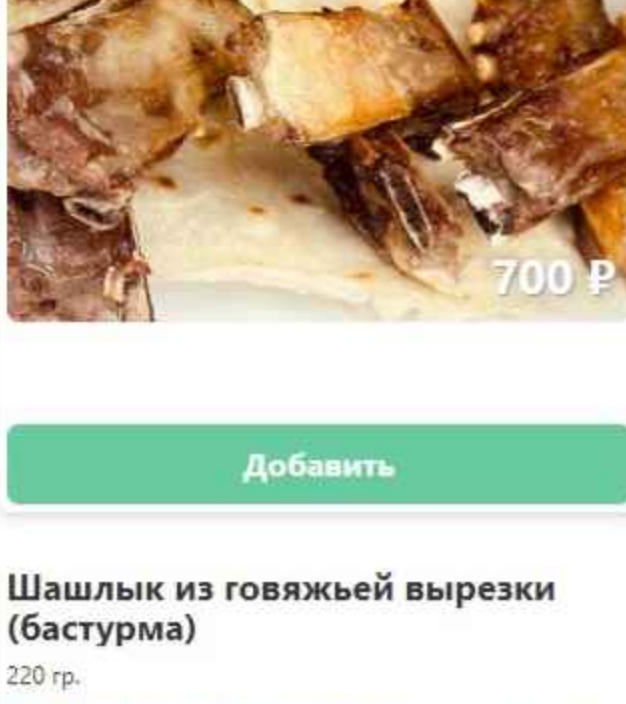 700 ₽
Добавить
Шашлык из говяжьей вырезки
(бастурма)
220 гр.